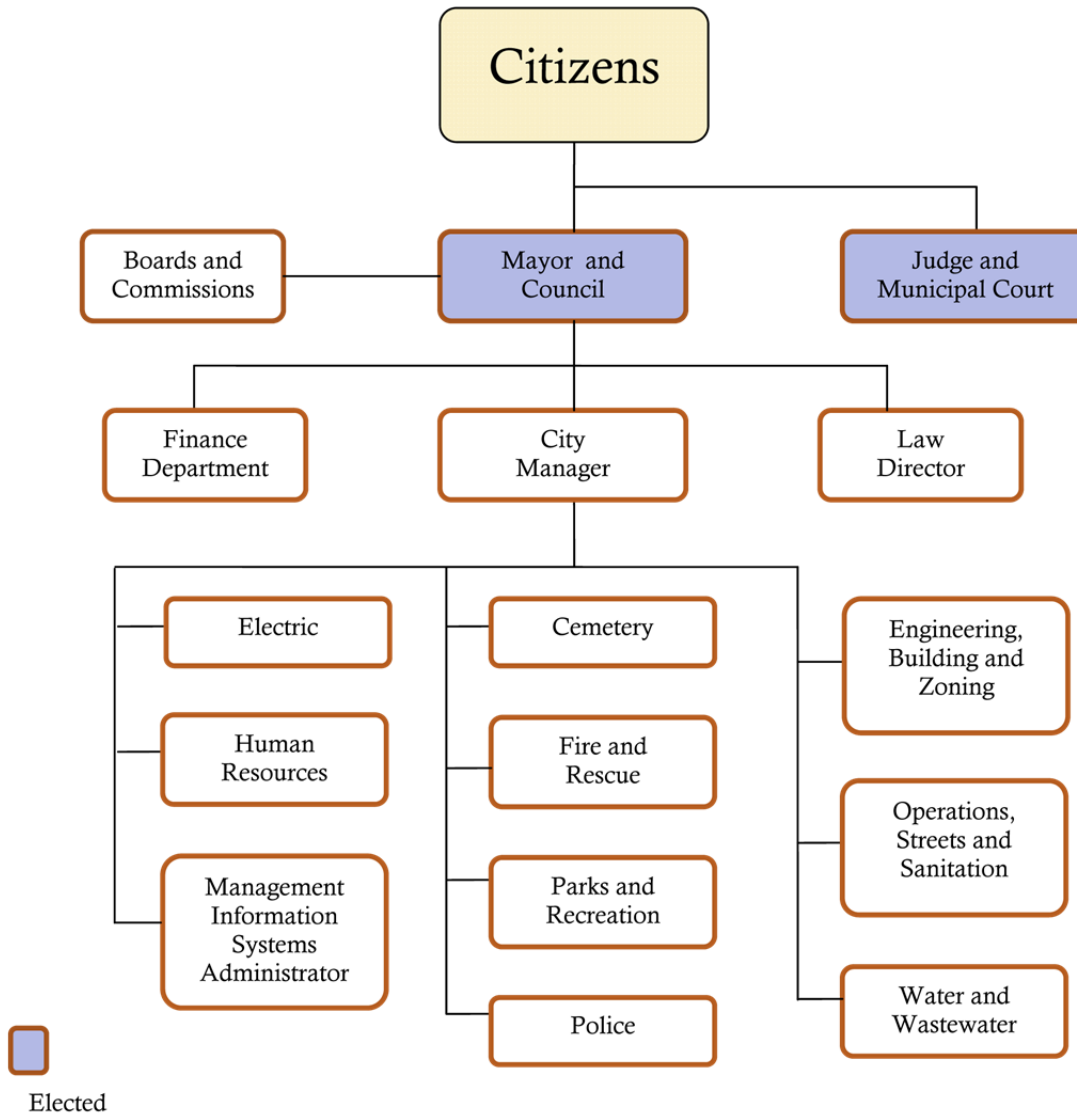 Citizens
Boards and
Commissions
Mayor and
Council
Judge and
Municipal Court
Finance
Department
City
Manager
Law
Director
Electric
Human
Resources
Management
Information
Systems
Administrator
Cemetery
Fire and
Rescue
Parks and
Recreation
Police
Engineering,
Building and
Zoning
Operations,
Streets and
Sanitation
Water and
Wastewater
Elected